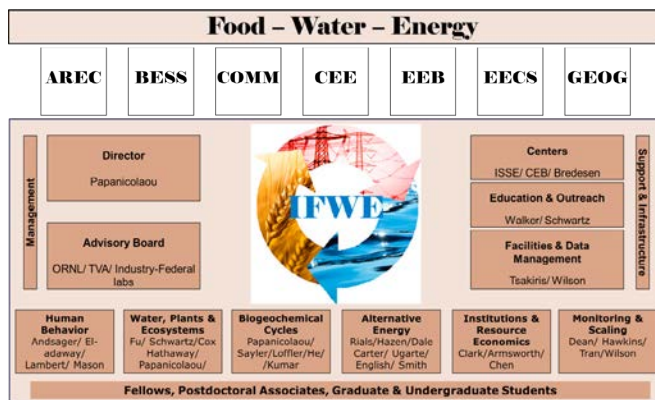 Food – Water – Energy
AREC
BESS
COMM
CEE
EEB
EECS
GEOG
Management
Director
Papanicolaou
Advisory Board
ORNL/ TVA/ Industry-Federal
labs
IFWE
Centers
ISSE/ CEB/ Bredesen
Education & Outreach
Walker/ Schwartz
Facilities & Data
Management
Tsakiris/ Wilson
Support & Infrastructure
Human
Behavior
Andsager/ El-
adaway/
Lambert/ Mason
Water, Plants &
Ecosystems
Fu/ Schwartz/Cox
Hathaway/
Papanicolaou/
Biogeochemical
Cycles
Papanicolaou/
Sayler/Loffler/He/
/Kumar
Alternative
Energy
Rials/Hazen/Dale
Carter/ Ugarte/
English/ Smith
Institutions &
Resource
Economics
Clark/Armsworth/
Chen
Monitoring &
Scaling
Dean/ Hawkins/
Tran/Wilson
Fellows, Postdoctoral Associates, Graduate & Undergraduate Students